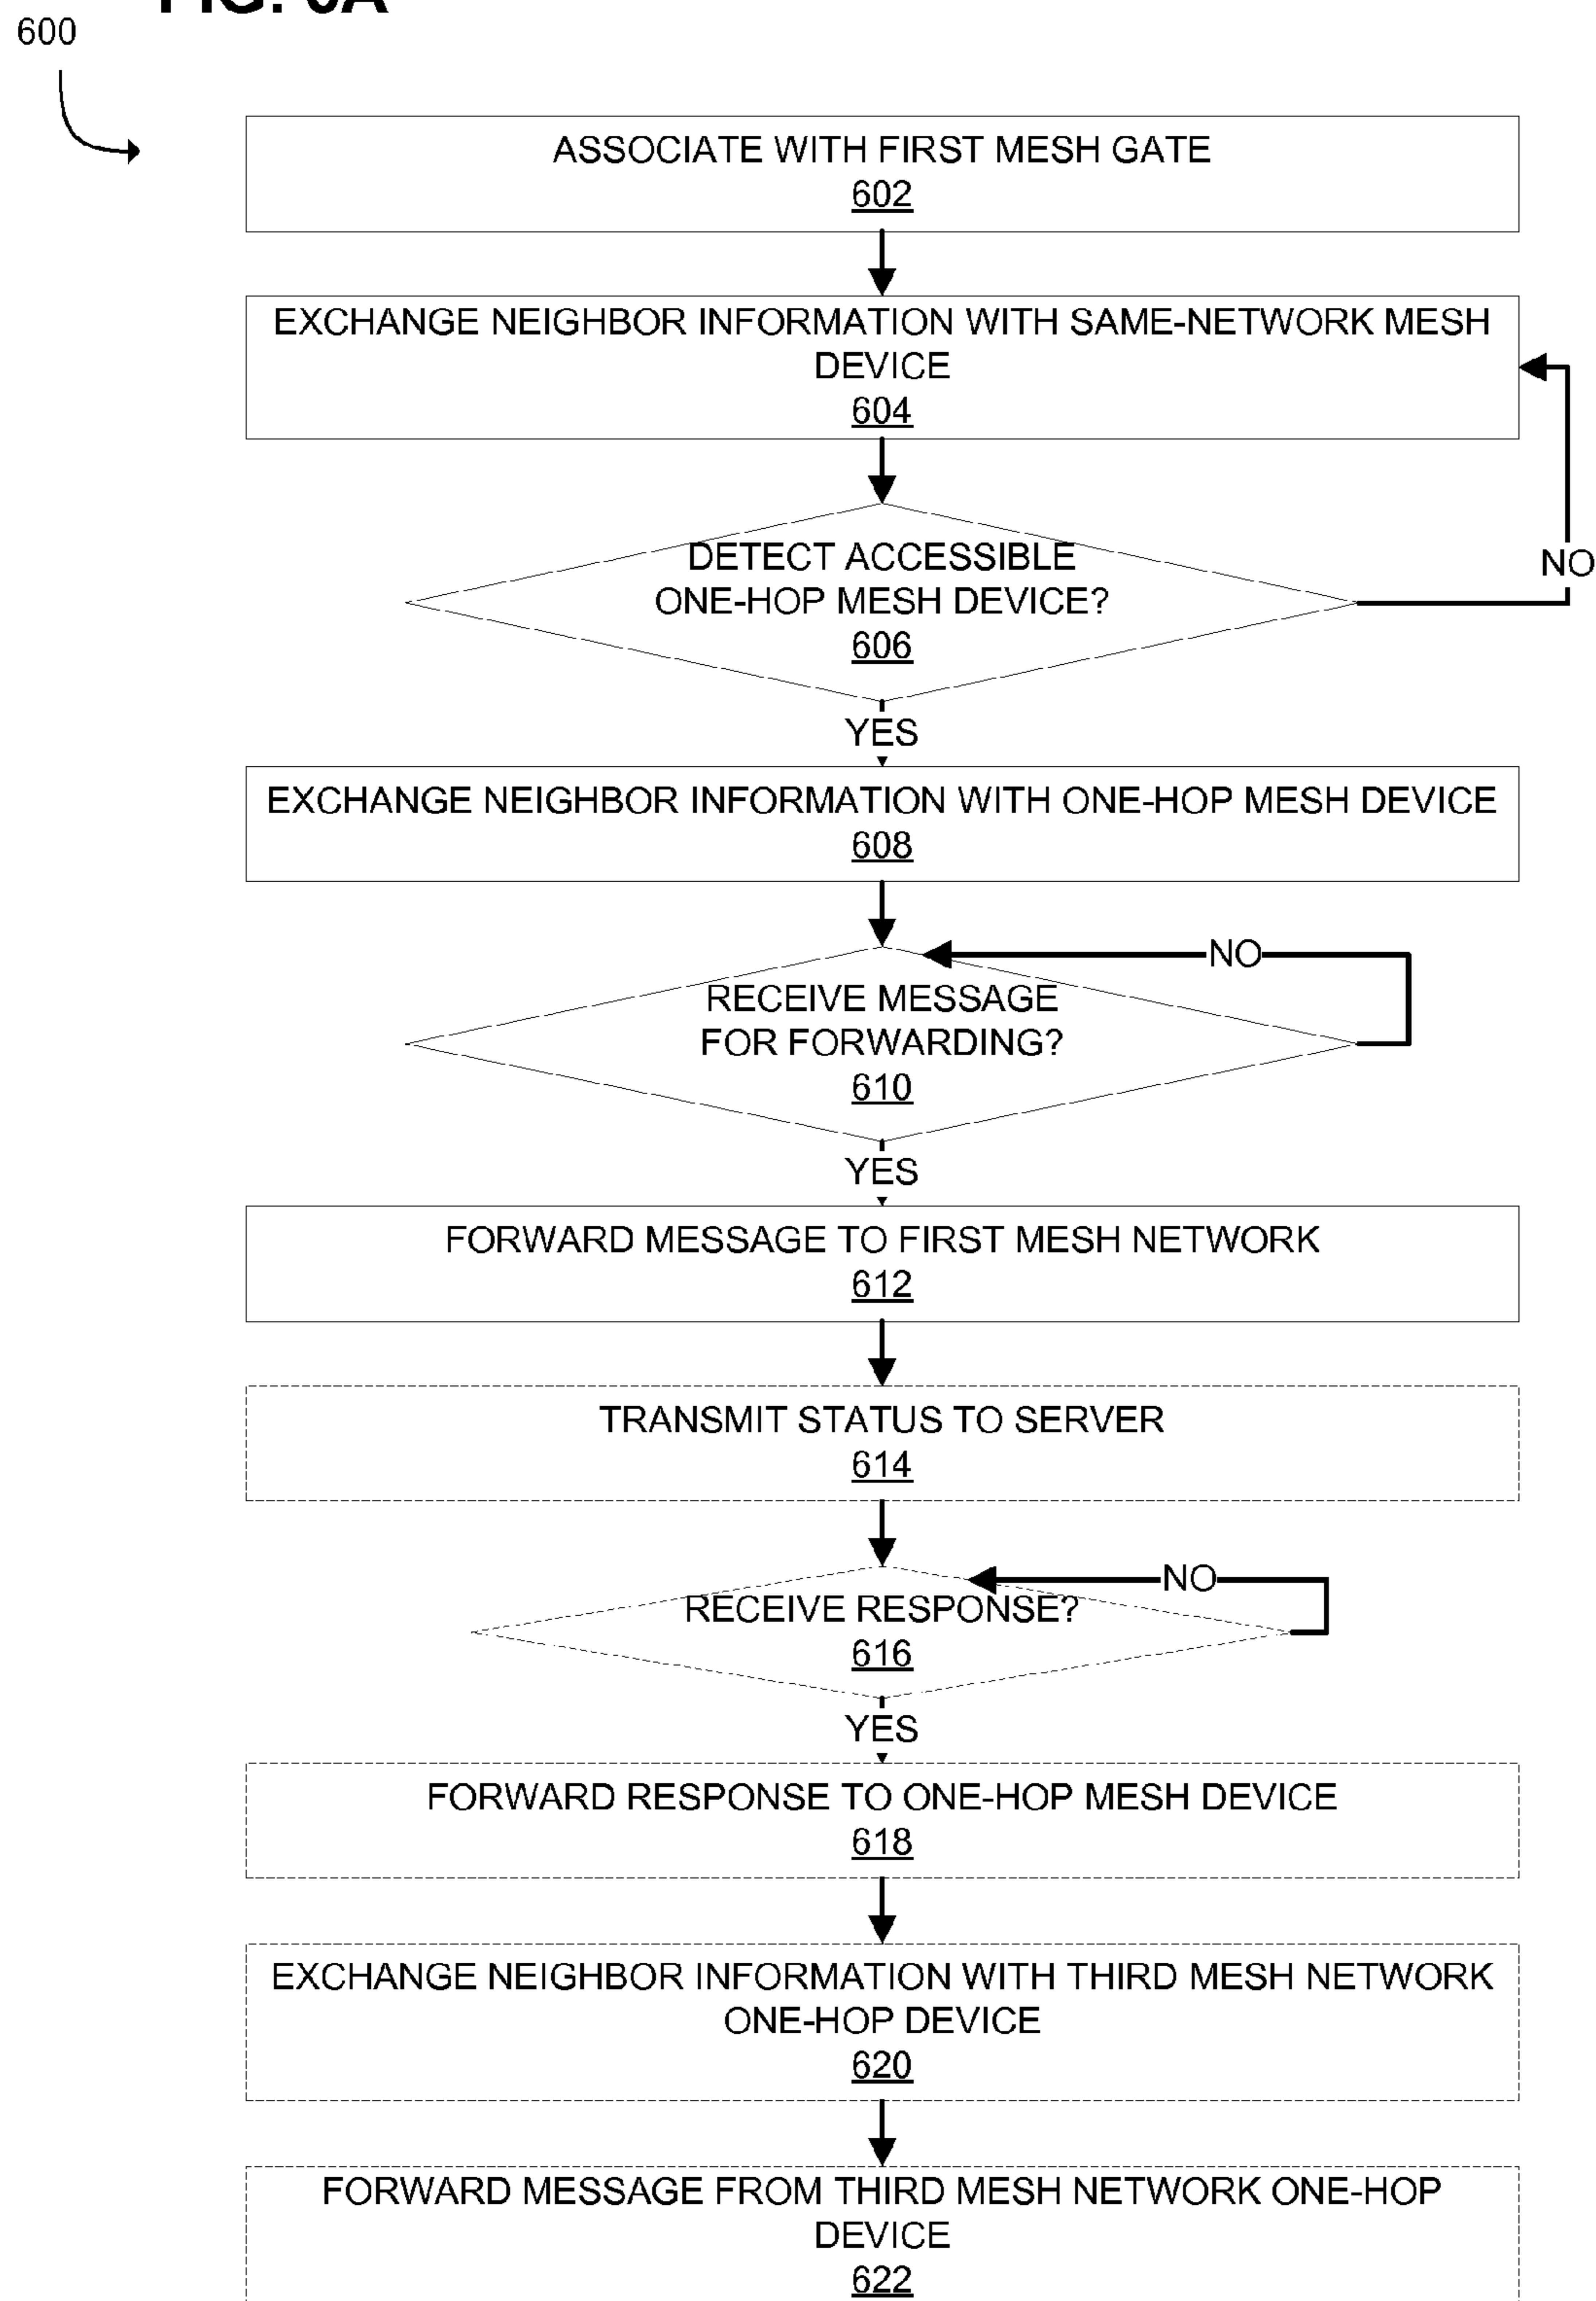 FIG. 6A
600
ASSOCIATE WITH FIRST MESH GATE
602
EXCHANGE NEIGHBOR INFORMATION WITH SAME-NETWORK MESH
DEVICE
604
DETECT ACCESSIBLE
ONE-HOP MESH DEVICE?
606
NO
YES
EXCHANGE NEIGHBOR INFORMATION WITH ONE-HOP MESH DEVICE
608
NO
RECEIVE MESSAGE
FOR FORWARDING?
610
YES
FORWARD MESSAGE TO FIRST MESH NETWORK
612
TRANSMIT STATUS TO SERVER
614
NO
RECEIVE RESPONSE?
616
YES
FORWARD RESPONSE TO ONE-HOP MESH DEVICE
618
EXCHANGE NEIGHBOR INFORMATION WITH THIRD MESH NETWORK
ONE-HOP DEVICE
620
FORWARD MESSAGE FROM THIRD MESH NETWORK ONE-HOP
DEVICE
622